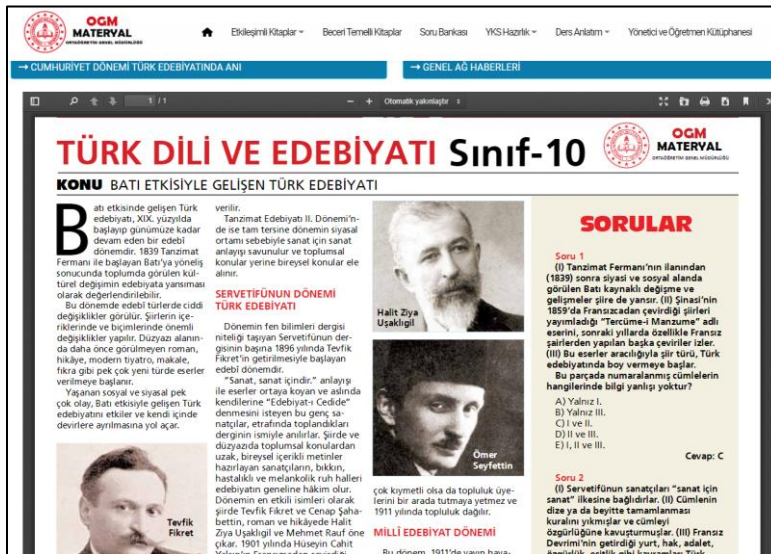 OGM
MATERYAL
ORTAÖĞRETİM GENEL MÜDÜRLÜĞÜ
Etkileşimli Kitaplar
Beceri Temelli Kitaplar
Soru Bankası
YKS Hazırlık
Ders Anlatım
Yönetici ve Öğretmen Kütüphanesi
→ CUMHURİYET DÖNEMİ TÜRK EDEBİYATINDA ANI
→ GENEL AĞ HABERLERİ
1 / 1
Otomatik yakınlaştır
TÜRK DİLİ VE EDEBİYATI Sınıf-10
OGM
MATERYAL
ORTAÖĞRETİM GENEL MÜDÜRLÜĞÜ
KONU BATI ETKİSİYLE GELİŞEN TÜRK EDEBİYATI
Batı etkisinde gelişen Türk
edebiyatı, XIX. yüzyılda
başlayıp günümüze kadar
devam eden bir edebî
dönemdir. 1839 Tanzimat
Fermanı ile başlayan Batı'ya yöneliş
sonucunda toplumda görülen kül-
türel değişimin edebiyata yansıması
olarak değerlendirilebilir.
Bu dönemde edebî türlerde ciddi
değişiklikler görülür. Şiirlerin içe-
riklerinde ve biçimlerinde önemli
değişiklikler yapılır. Düzyazı alanın-
da daha önce görülmeyen roman,
hikâye, modern tiyatro, makale,
fıkra gibi pek çok yeni türde eserler
verilmeye başlanır.
Yaşanan sosyal ve siyasal pek
çok olay, Batı etkisiyle gelişen Türk
edebiyatını etkiler ve kendi içinde
devirlere ayrılmasına yol açar.
Tevfik
Fikret
verilir.
Tanzimat Edebiyatı II. Dönemi'n-
de ise tam tersine dönemin siyasal
ortamı sebebiyle sanat için sanat
anlayışı savunulur ve toplumsal
konular yerine bireysel konular ele
alınır.
SERVETİFÜNUN DÖNEMİ
TÜRK EDEBİYATI
Dönemin fen bilimleri dergisi
niteliği taşıyan Servetifünun der-
gisinin başına 1896 yılında Tevfik
Fikret'in getirilmesiyle başlayan
edebî dönemdir.
"Sanat, sanat içindir." anlayışı
ile eserler ortaya koyan ve aslında
kendilerine "Edebiyat-ı Cedide"
denmesini isteyen bu genç sa-
natçılar, etrafında toplandıkları
derginin ismiyle anılırlar. Şiirde ve
düzyazıda toplumsal konulardan
uzak, bireysel içerikli metinler
hazırlayan sanatçıların, bıkkın,
hastalıklı ve melankolik ruh halleri
edebiyatın geneline hâkim olur.
Dönemin en etkili isimleri olarak
şiirde Tevfik Fikret ve Cenap Şaha-
bettin, roman ve hikâyede Halit
Ziya Uşaklıgil ve Mehmet Rauf öne
çıkar. 1901 yılında Hüseyin Cahit
Halit Ziya
Uşaklıgil
Ömer
Seyfettin
çok kıymetli olsa da topluluk üye-
lerini bir arada tutmaya yetmez ve
1911 yılında topluluk dağılır.
MİLLÎ EDEBİYAT DÖNEMİ
Bu dönem, 1911'de yayın haya-
SORULAR
Soru 1
(I) Tanzimat Fermanı'nın ilanından
(1839) sonra siyasi ve sosyal alanda
görülen Batı kaynaklı değişme ve
gelişmeler şiire de yansır. (II) Şinasi'nin
1859'da Fransızcadan çevirdiği şiirleri
yayımladığı "Tercüme-i Manzume" adlı
eserini, sonraki yıllarda özellikle Fransız
şairlerden yapılan başka çeviriler izler.
(III) Bu eserler aracılığıyla şiir türü, Türk
edebiyatında boy vermeye başlar.
Bu parçada numaralanmış cümlelerin
hangilerinde bilgi yanlışı yoktur?
A) Yalnız I.
B) Yalnız III.
C) I ve II.
D) II ve III.
E) I, II ve III.
Cevap: C
Soru 2
(I) Servetifünun sanatçıları "sanat için
sanat" ilkesine bağlıdırlar. (II) Cümlenin
dize ya da beyitte tamamlanması
kuralını yıkmışlar ve cümleyi
özgürlüğüne kavuşturmuşlar. (III) Fransız
Devrimi'nin getirdiği yurt, hak, adalet,